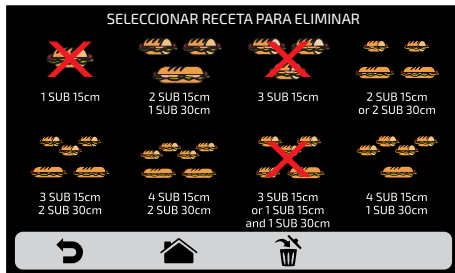 SELECCIONAR RECETA PARA ELIMINAR
1 SUB 15cm
2 SUB 15cm
1 SUB 30cm
3 SUB 15cm
2 SUB 15cm
or 2 SUB 30cm
3 SUB 15cm
2 SUB 30cm
4 SUB 15cm
2 SUB 30cm
3 SUB 15cm
or 1 SUB 15cm
and 1 SUB 30cm
4 SUB 15cm
1 SUB 30cm